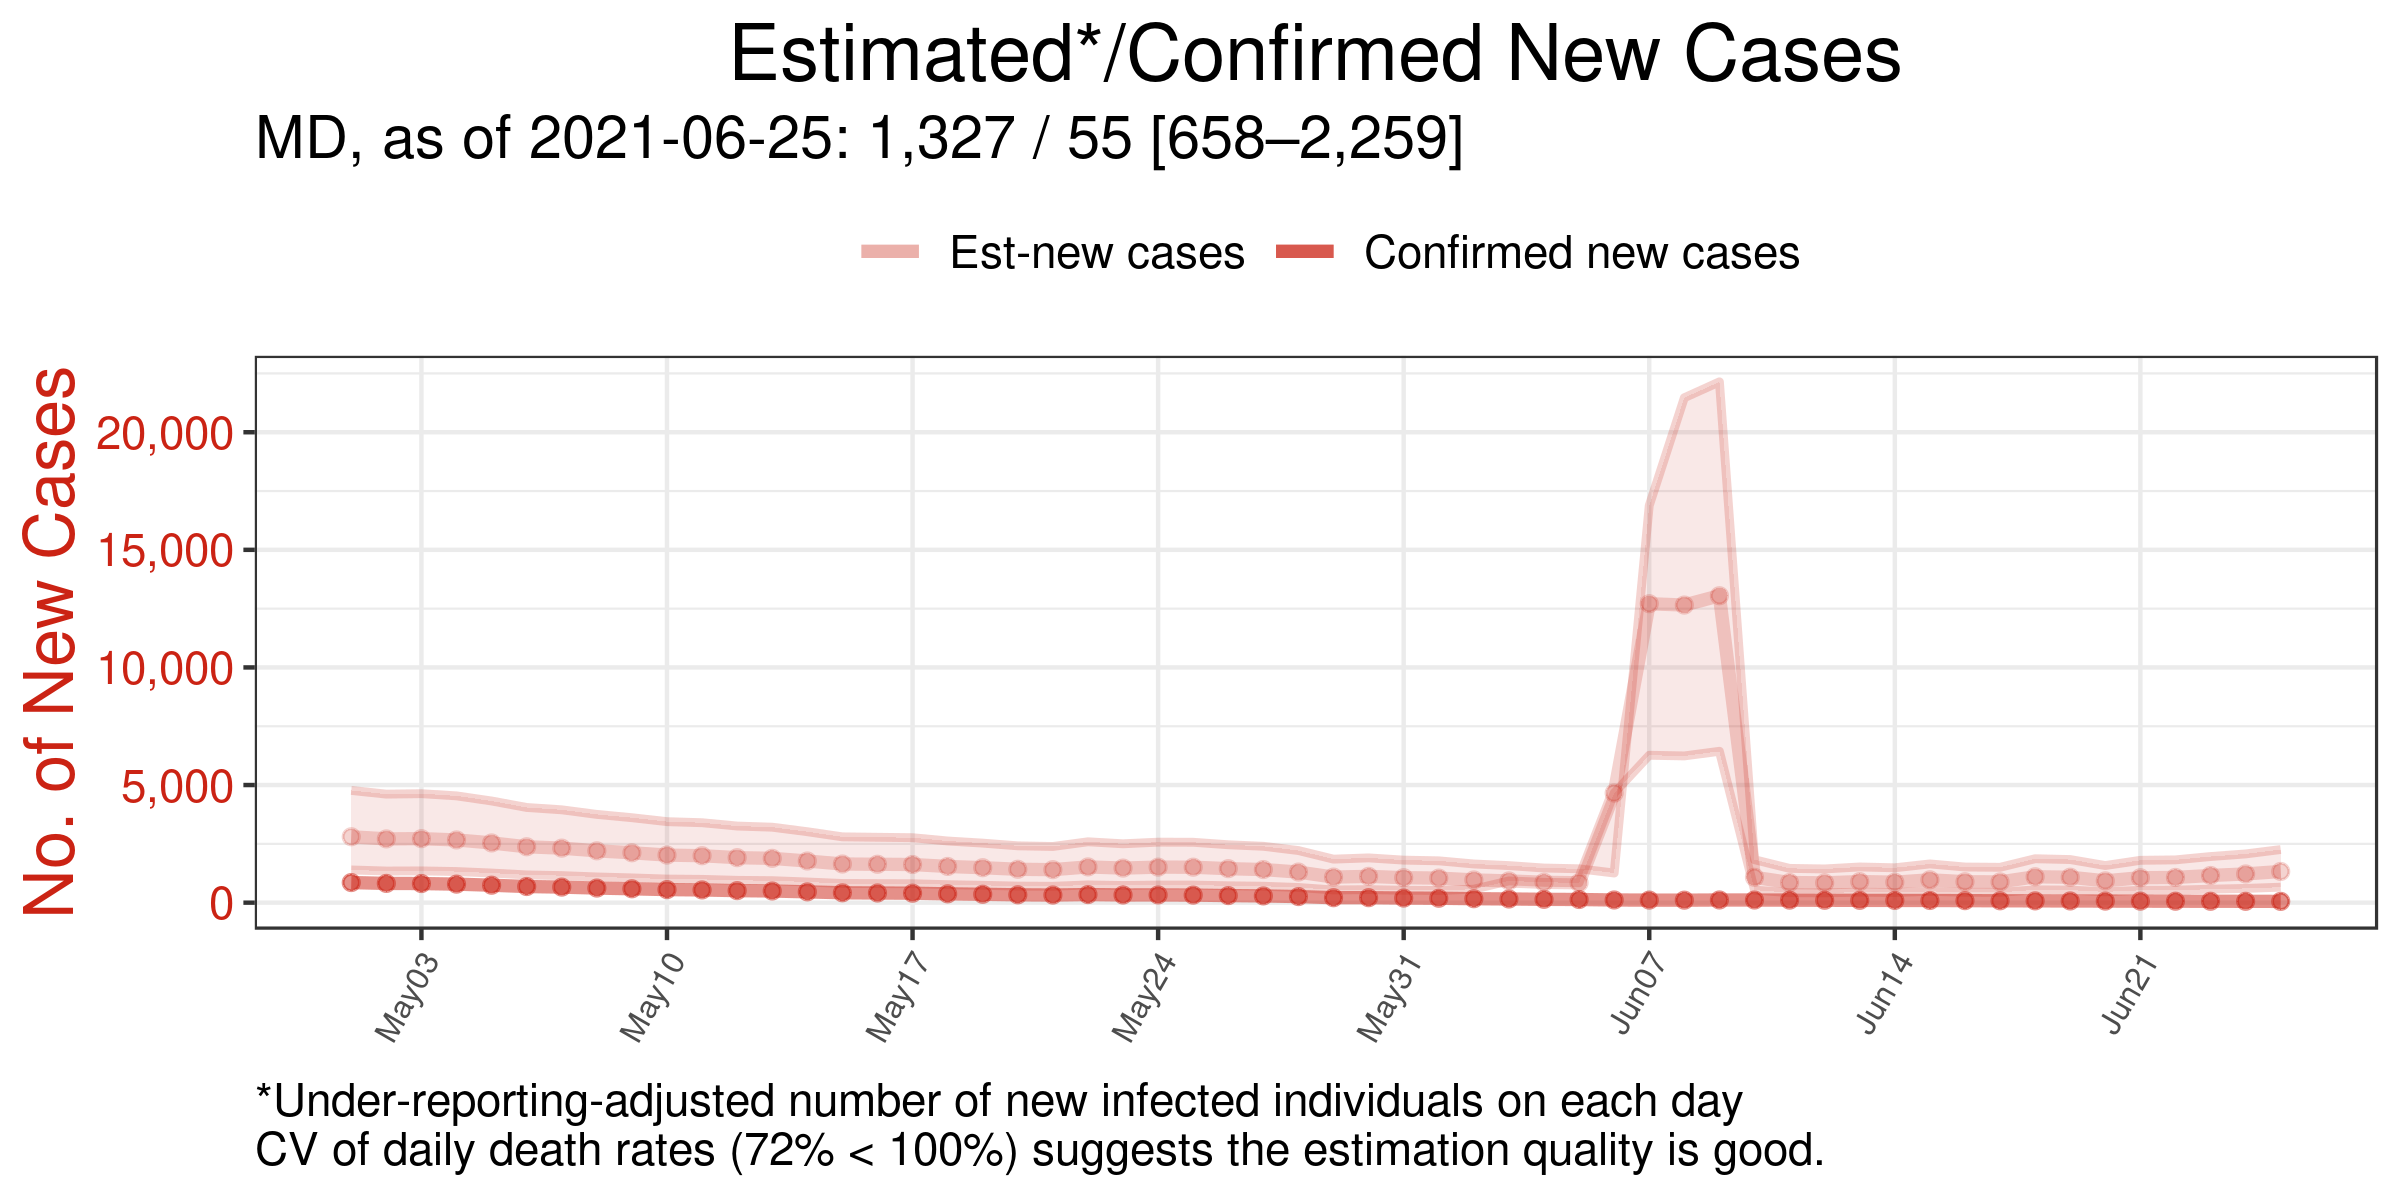 Estimated*/Confirmed New Cases
MD, as of 2021-06-25: 1,327 / 55 [658–2,259]
Est-new cases
Confirmed new cases
No. of New Cases
20,000
15,000
10,000
5,000
0
May03
May10
May17
May24
May31
Jun07
Jun14
Jun21
*Under-reporting-adjusted number of new infected individuals on each day
CV of daily death rates (72% < 100%) suggests the estimation quality is good.